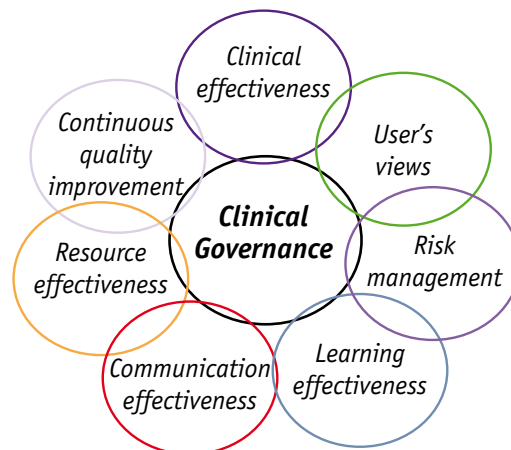 Clinical
effectiveness
User's
views
Risk
management
Learning
effectiveness
Communication
effectiveness
Resource
effectiveness
Continuous
quality
improvement
Clinical
Governance